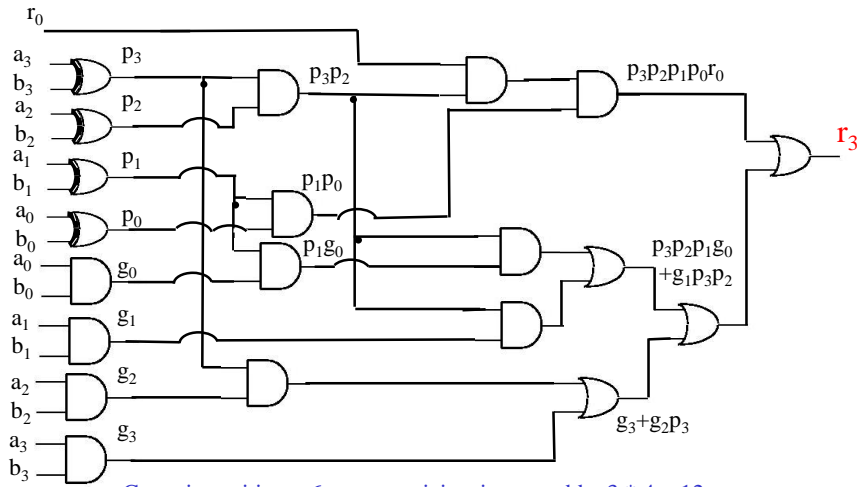 r₀
a₃
b₃
p₃
a₂
b₂
p₂
p₃p₂
p₃p₂p₁p₀r₀
a₁
b₁
p₁
r₃
a₀
b₀
p₀
p₁p₀
a₀
b₀
g₀
p₁g₀
p₃p₂p₁g₀
+g₁p₃p₂
a₁
b₁
g₁
a₂
b₂
g₂
g₃+g₂p₃
a₃
b₃
g₃